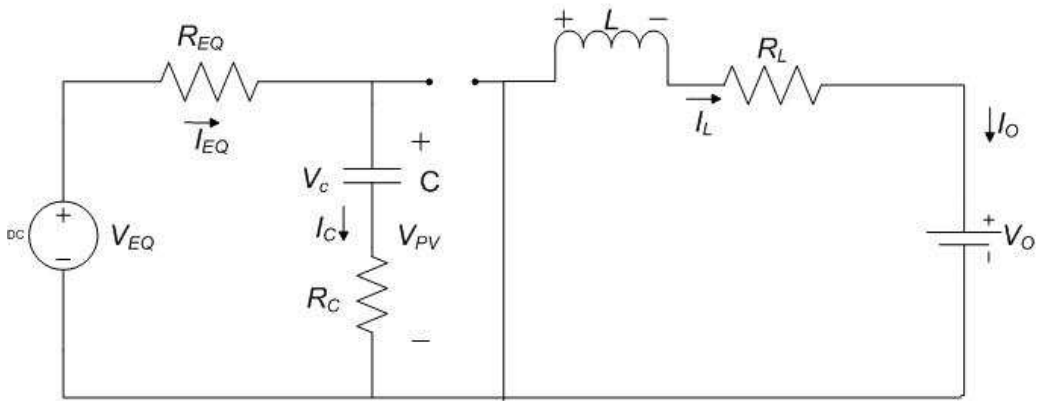 + L −
R_EQ
R_L
I_EQ
I_L
I_O
+
V_c
C
DC
+
−
V_EQ
I_C
V_PV
+
−
V_O
R_C
−